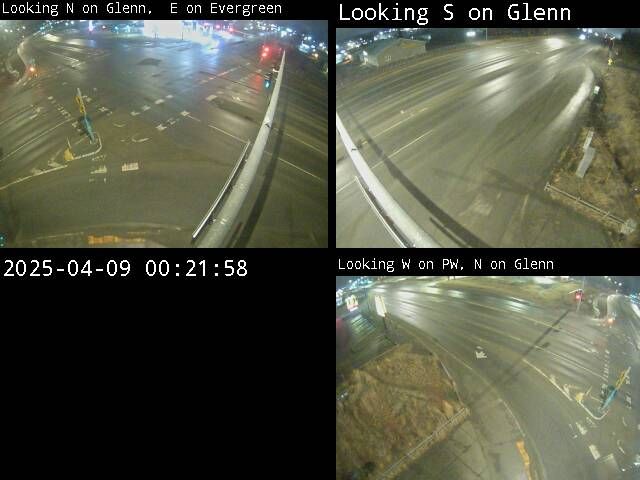 Looking N on Glenn,  E on Evergreen
Looking S on Glenn
2025-04-09 00:21:58
Looking W on PW, N on Glenn